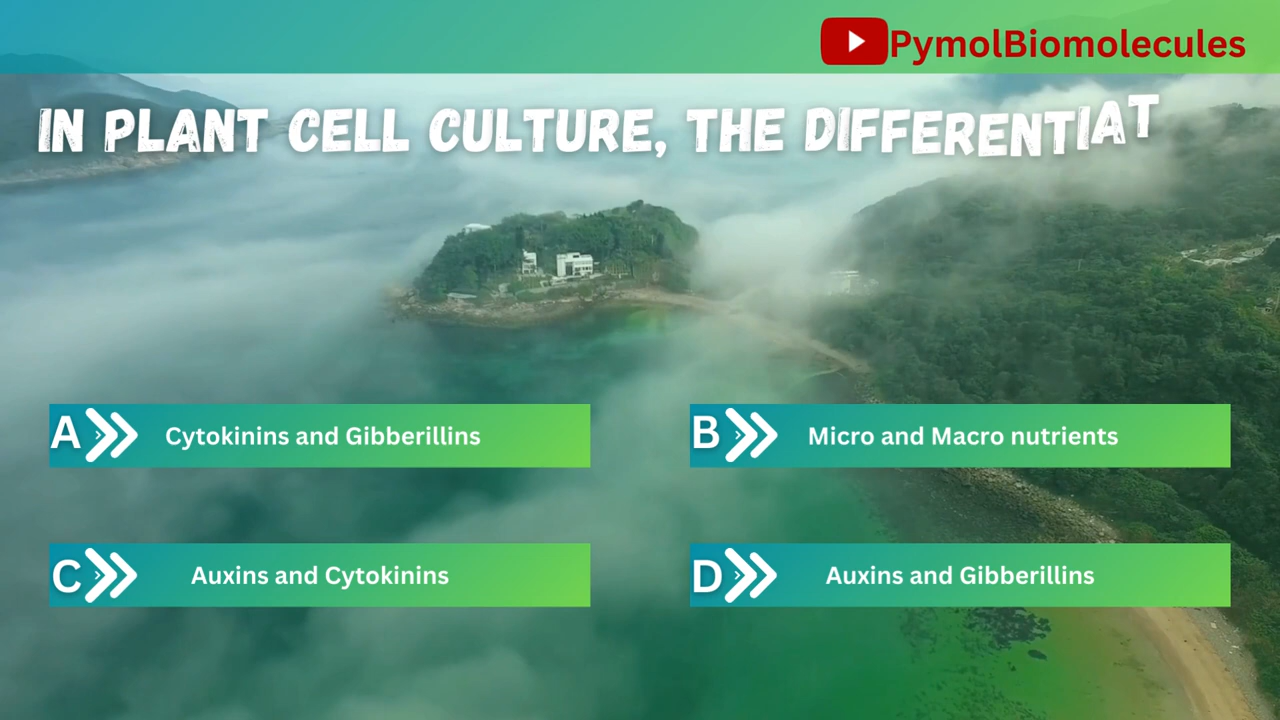 PymolBiomolecules
IN PLANT CELL CULTURE, THE DIFFERENTIAT
A Cytokinins and Gibberillins
B Micro and Macro nutrients
C Auxins and Cytokinins
D Auxins and Gibberillins